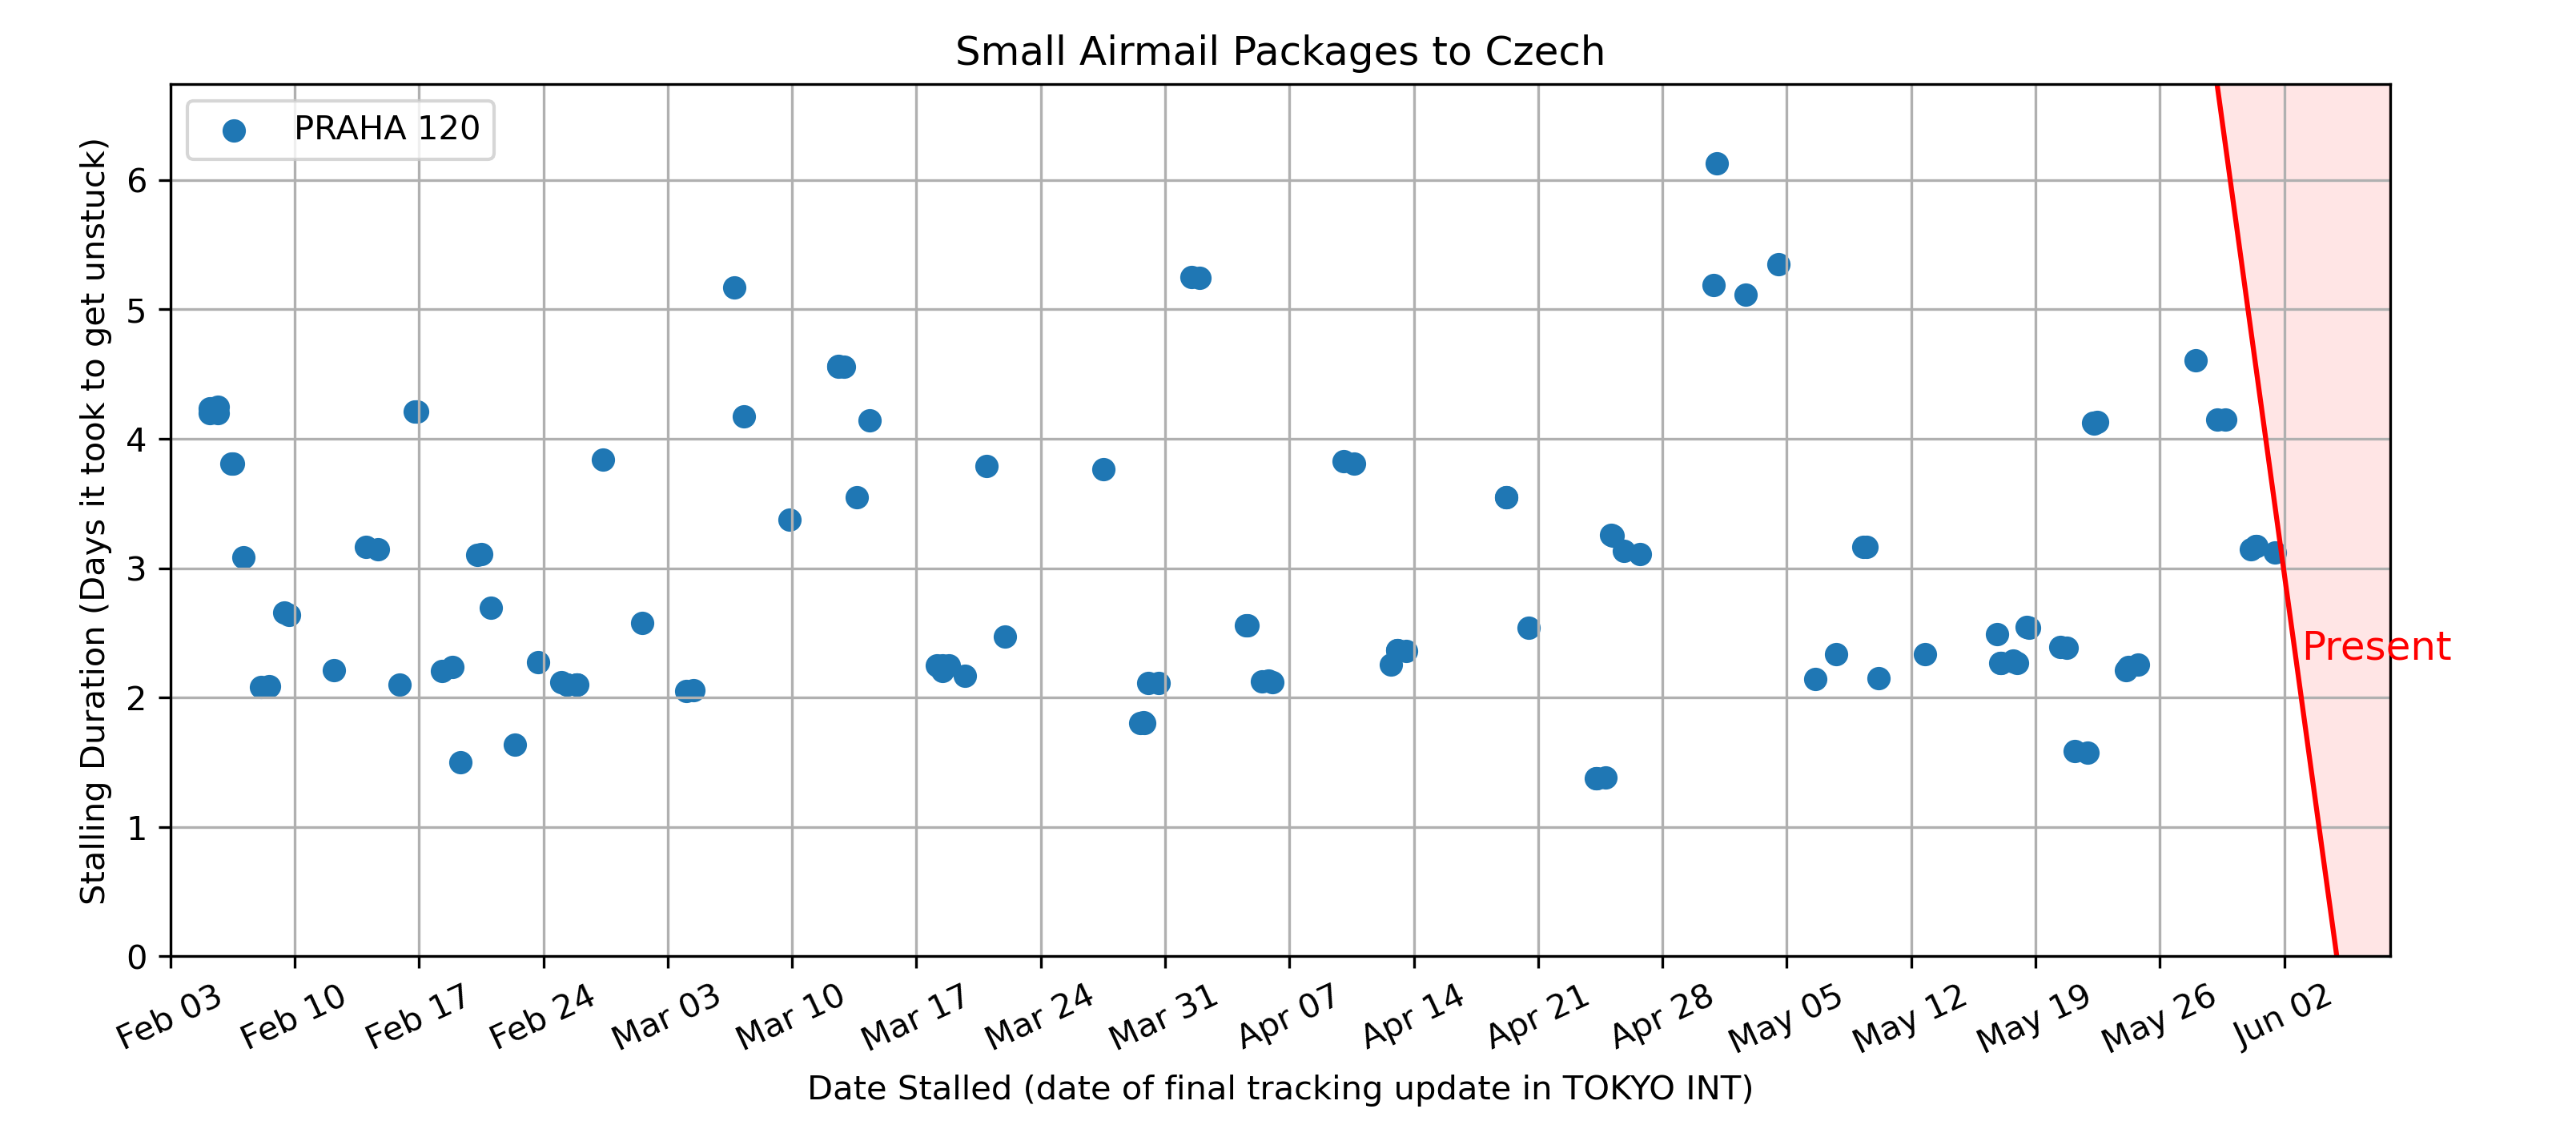 Small Airmail Packages to Czech
PRAHA 120
Stalling Duration (Days it took to get unstuck)
6
5
4
3
2
1
0
Present
Feb 03
Feb 10
Feb 17
Feb 24
Mar 03
Mar 10
Mar 17
Mar 24
Mar 31
Apr 07
Apr 14
Apr 21
Apr 28
May 05
May 12
May 19
May 26
Jun 02
Date Stalled (date of final tracking update in TOKYO INT)